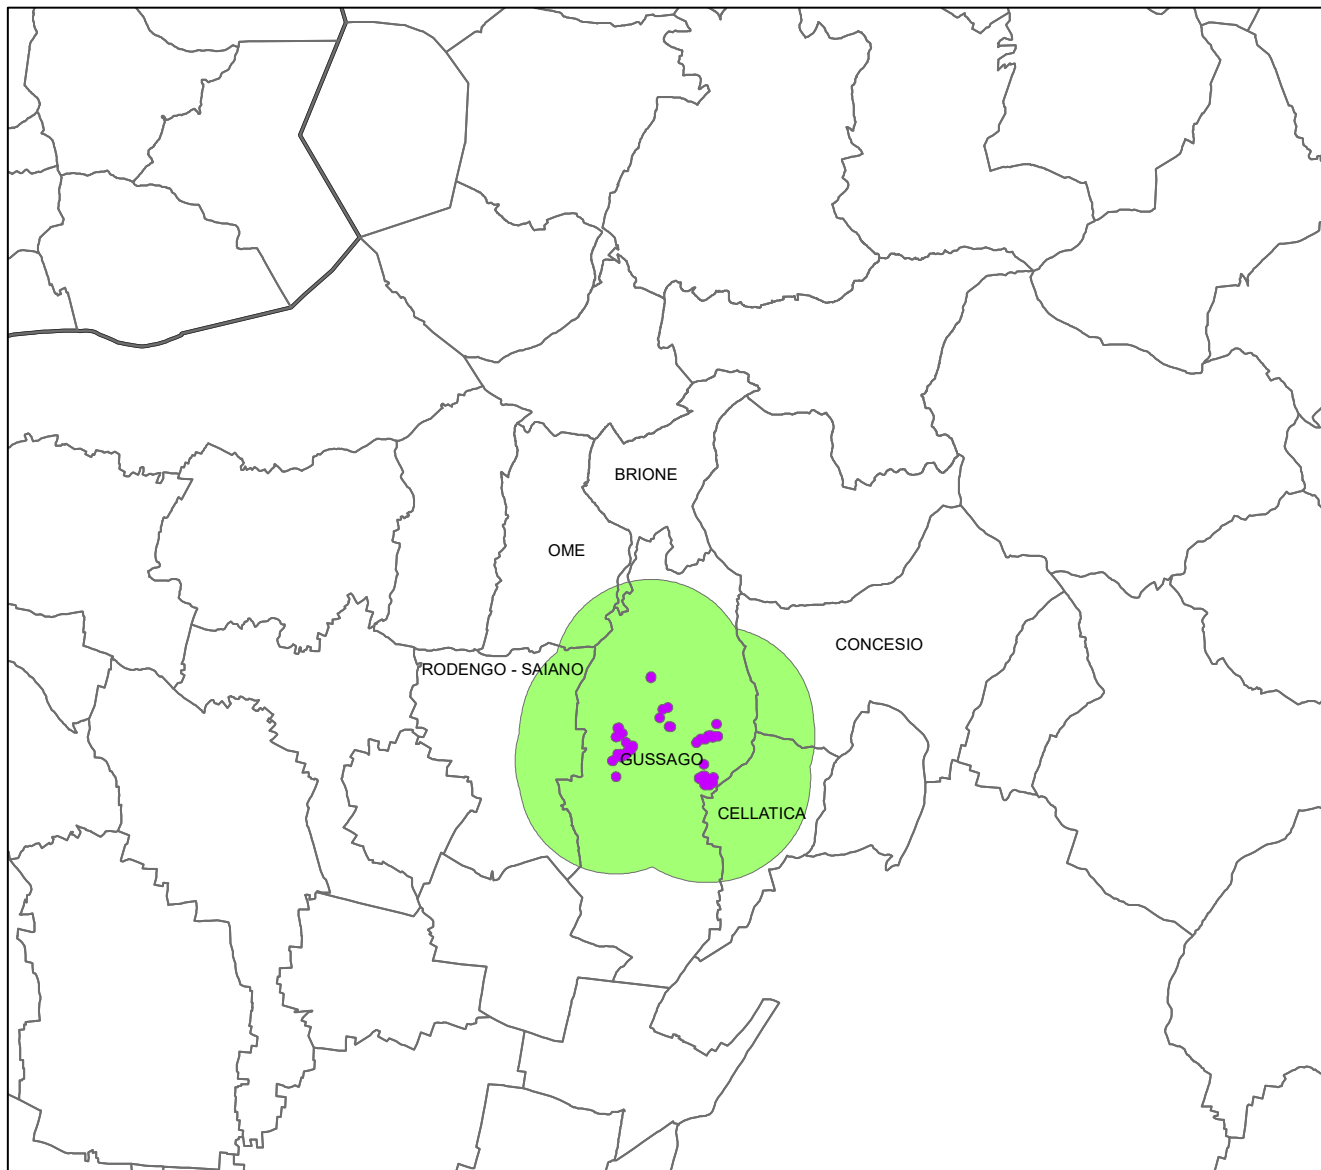 BRIONE
OME
CONCESIO
RODENGO - SAIANO
GUSSAGO
CELLATICA